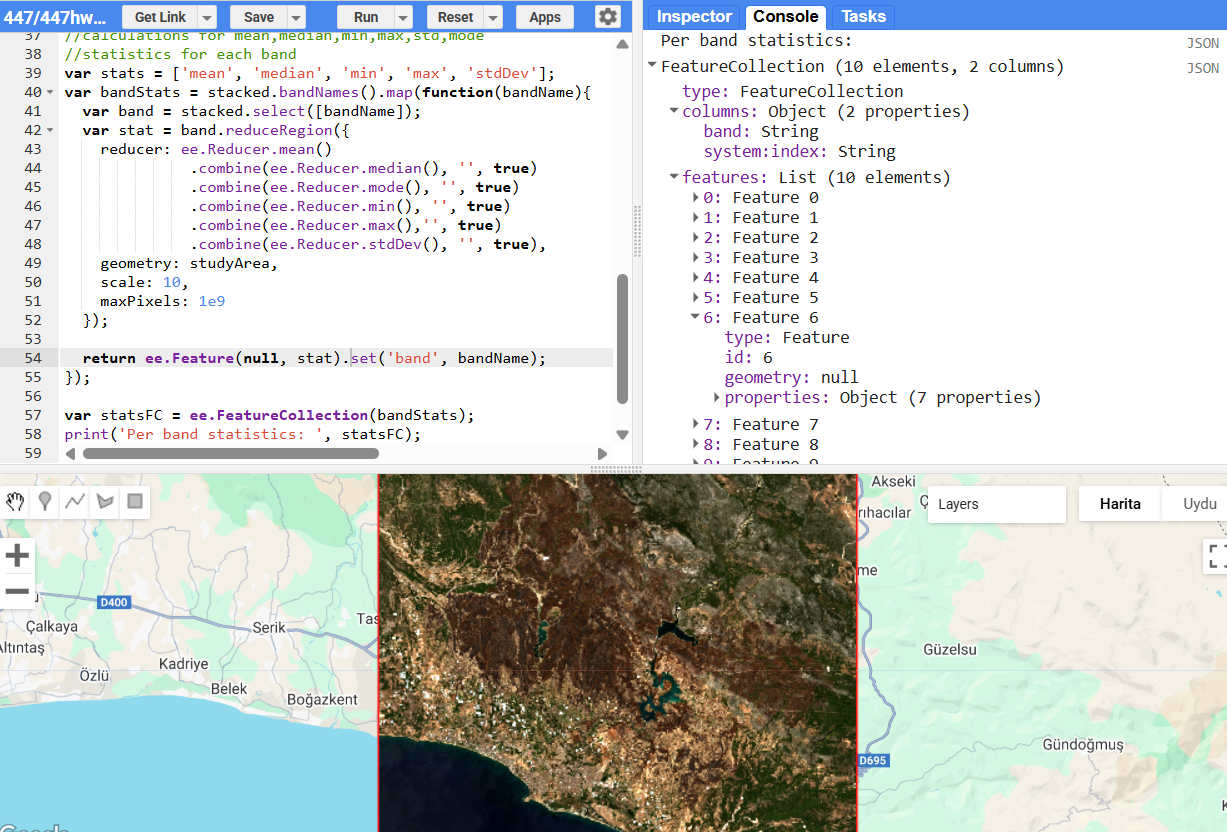 447/447hw...
Get Link
Save
Run
Reset
Apps
37 //calculations for mean,median,min,max,std,mode
38 //statistics for each band
39 var stats = ['mean', 'median', 'min', 'max', 'stdDev'];
40 var bandStats = stacked.bandNames().map(function(bandName){
41 var band = stacked.select([bandName]);
42 var stat = band.reduceRegion({
43 reducer: ee.Reducer.mean()
44 .combine(ee.Reducer.median(), '', true)
45 .combine(ee.Reducer.mode(), '', true)
46 .combine(ee.Reducer.min(), '', true)
47 .combine(ee.Reducer.max(),'', true)
48 .combine(ee.Reducer.stdDev(), '', true),
49 geometry: studyArea,
50 scale: 10,
51 maxPixels: 1e9
52 });
53
54 return ee.Feature(null, stat).set('band', bandName);
55 });
56
57 var statsFC = ee.FeatureCollection(bandStats);
58 print('Per band statistics: ', statsFC);
59
Inspector
Console
Tasks
Per band statistics:
JSON
FeatureCollection (10 elements, 2 columns)
JSON
type: FeatureCollection
columns: Object (2 properties)
band: String
system:index: String
features: List (10 elements)
0: Feature 0
1: Feature 1
2: Feature 2
3: Feature 3
4: Feature 4
5: Feature 5
6: Feature 6
type: Feature
id: 6
geometry: null
properties: Object (7 properties)
7: Feature 7
8: Feature 8
9: Feature 9
Akseki
Layers
Harita
Uydu
D400
Çalkaya
Serik
Kadriye
Özlü
Belek
Boğazkent
Güzelsu
Gündoğmuş
D695
Google